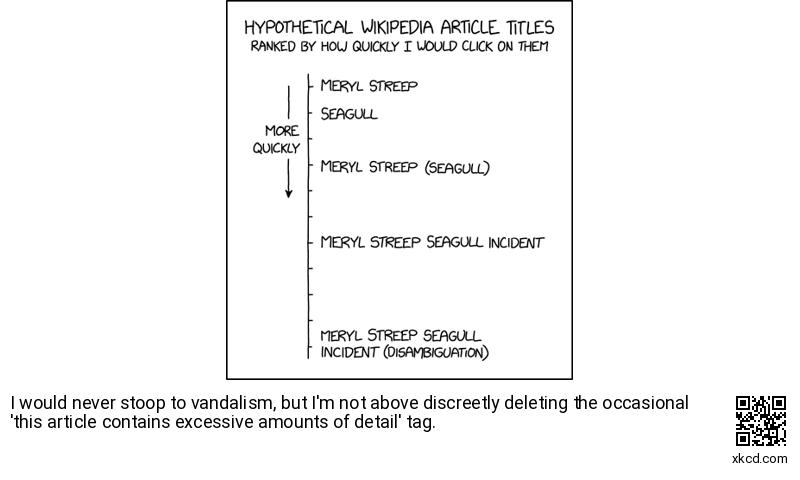 HYPOTHETICAL WIKIPEDIA ARTICLE TITLES
RANKED BY HOW QUICKLY I WOULD CLICK ON THEM
MORE
QUICKLY
MERYL STREEP
SEAGULL
MERYL STREEP (SEAGULL)
MERYL STREEP SEAGULL INCIDENT
MERYL STREEP SEAGULL
INCIDENT (DISAMBIGUATION)
I would never stoop to vandalism, but I'm not above discreetly deleting the occasional
'this article contains excessive amounts of detail' tag.
xkcd.com